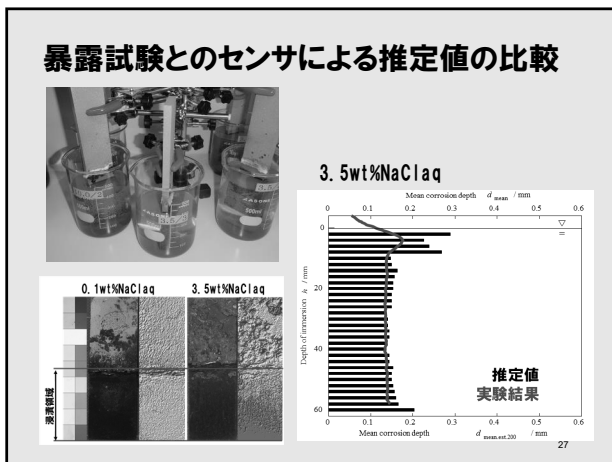 暴露試験とのセンサによる推定値の比較
3.5wt%NaClaq
Mean corrosion depth d mean / mm
0 0.1 0.2 0.3 0.4 0.5 0.6
0
20
40
60
Depth of immersion h / mm
推定値
実験結果
0 0.1 0.2 0.3 0.4 0.5 0.6
Mean corrosion depth d mean.ext.200 / mm
0.1wt%NaClaq 3.5wt%NaClaq
浸漬領域
27